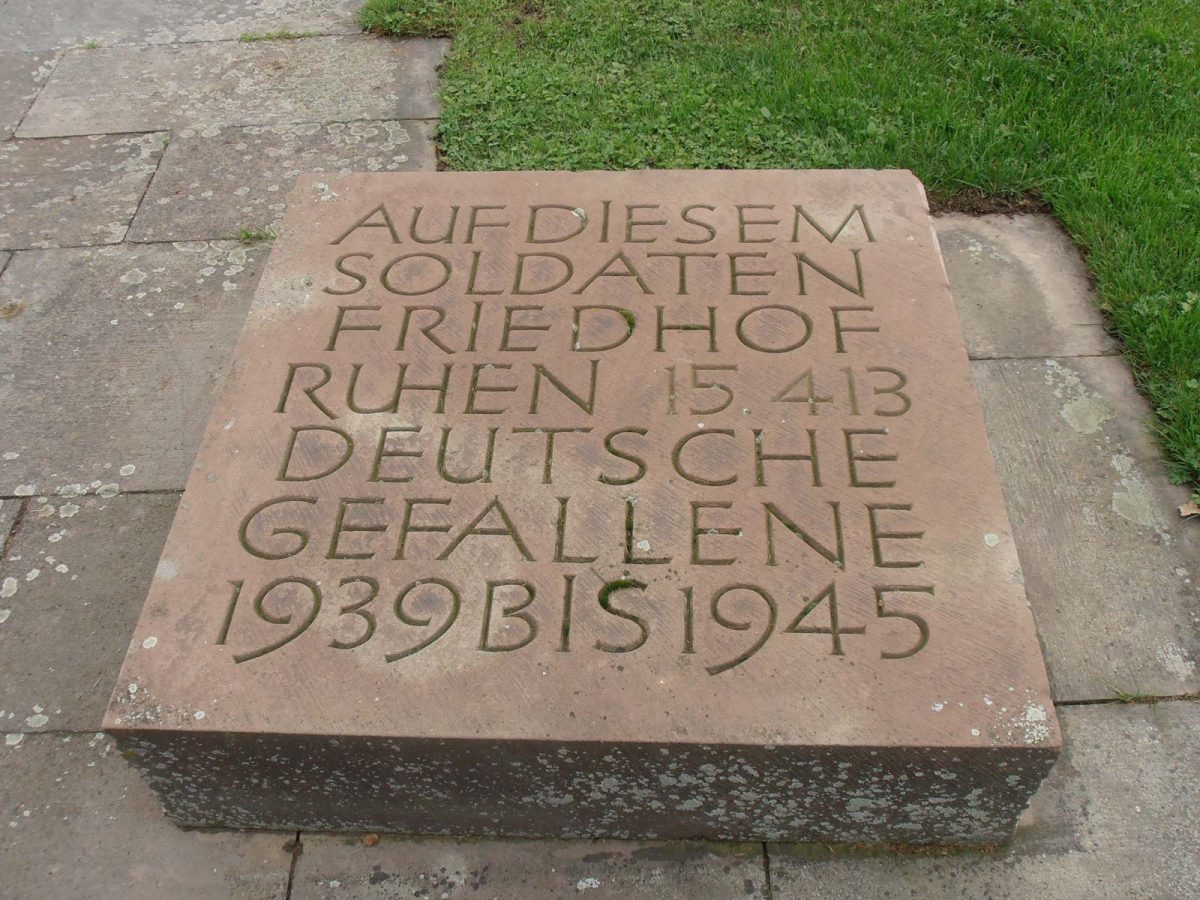 AUF DIESEM
SOLDATEN
FRIEDHOF
RUHEN 15.413
DEUTSCHE
GEFALLENE
1939 BIS 1945